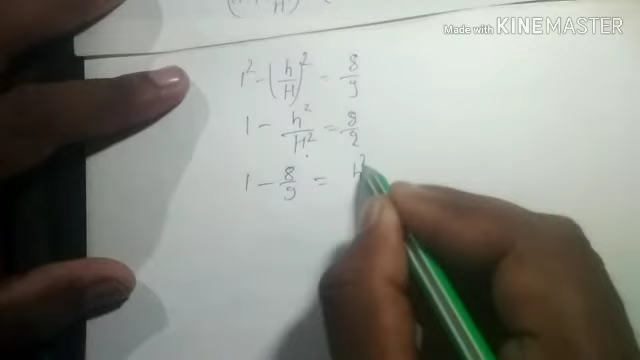 Made with KINEMASTER
1² - (h/H)² = 8/9
1 - h²/H² = 8/9
1 - 8/9 = h²